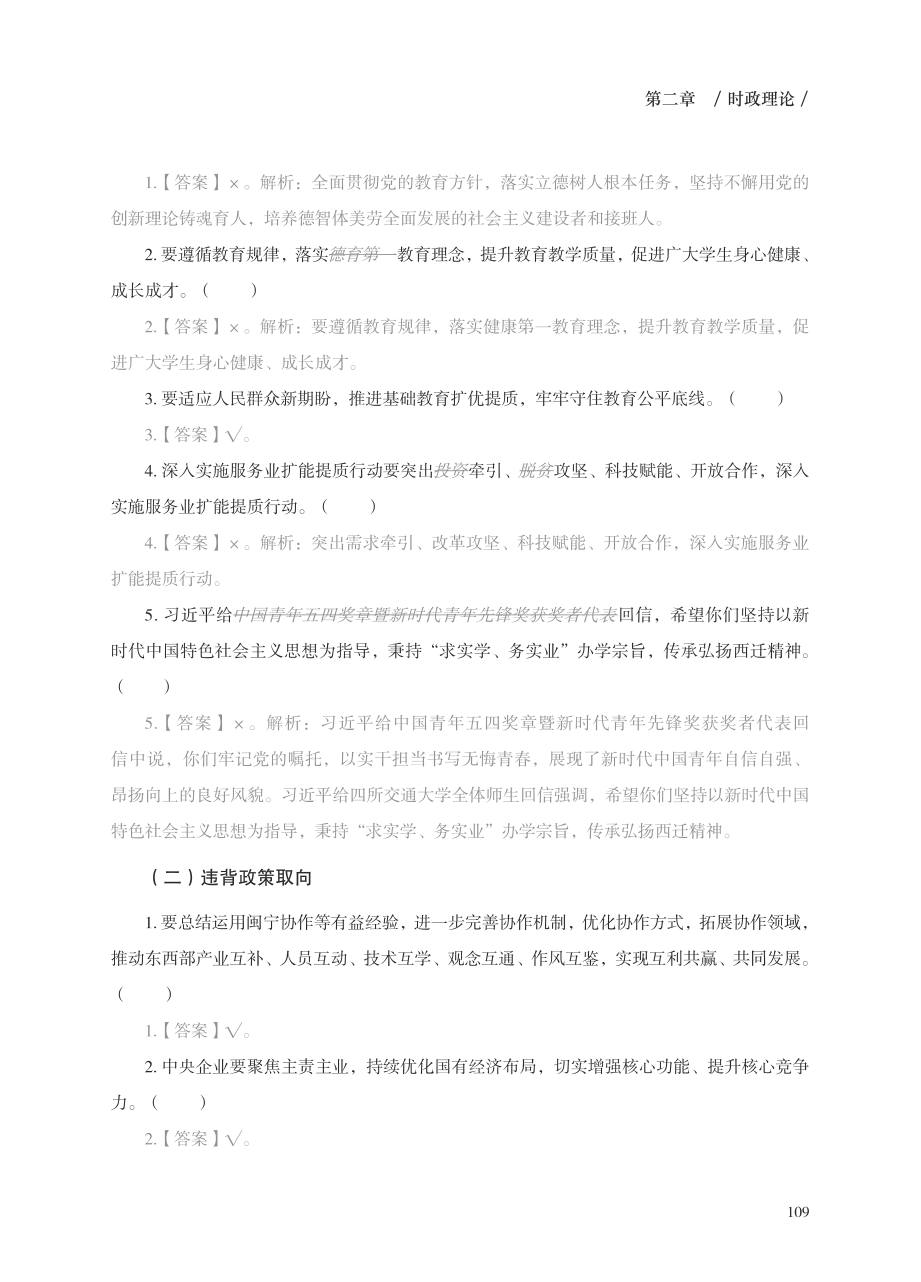 第二章 / 时政理论 /
1.【答案】×。解析：全面贯彻党的教育方针，落实立德树人根本任务，坚持不懈用党的
创新理论铸魂育人，培养德智体美劳全面发展的社会主义建设者和接班人。
2. 要遵循教育规律，落实德育第一教育理念，提升教育教学质量，促进广大学生身心健康、
成长成才。（　　）
2.【答案】×。解析：要遵循教育规律，落实健康第一教育理念，提升教育教学质量，促
进广大学生身心健康、成长成才。
3. 要适应人民群众新期盼，推进基础教育扩优提质，牢牢守住教育公平底线。（　　）
3.【答案】√。
4. 深入实施服务业扩能提质行动要突出投资牵引、脱贫攻坚、科技赋能、开放合作，深入
实施服务业扩能提质行动。（　　）
4.【答案】×。解析：突出需求牵引、改革攻坚、科技赋能、开放合作，深入实施服务业
扩能提质行动。
5. 习近平给中国青年五四奖章暨新时代青年先锋奖获奖者代表回信，希望你们坚持以新
时代中国特色社会主义思想为指导，秉持“求实学、务实业”办学宗旨，传承弘扬西迁精神。
（　　）
5.【答案】×。解析：习近平给中国青年五四奖章暨新时代青年先锋奖获奖者代表回
信中说，你们牢记党的嘱托，以实干担当书写无悔青春，展现了新时代中国青年自信自强、
昂扬向上的良好风貌。习近平给四所交通大学全体师生回信强调，希望你们坚持以新时代中国
特色社会主义思想为指导，秉持“求实学、务实业”办学宗旨，传承弘扬西迁精神。
（二）违背政策取向
1. 要总结运用闽宁协作等有益经验，进一步完善协作机制，优化协作方式，拓展协作领域，
推动东西部产业互补、人员互动、技术互学、观念互通、作风互鉴，实现互利共赢、共同发展。
（　　）
1.【答案】√。
2. 中央企业要聚焦主责主业，持续优化国有经济布局，切实增强核心功能、提升核心竞争
力。（　　）
2.【答案】√。
109